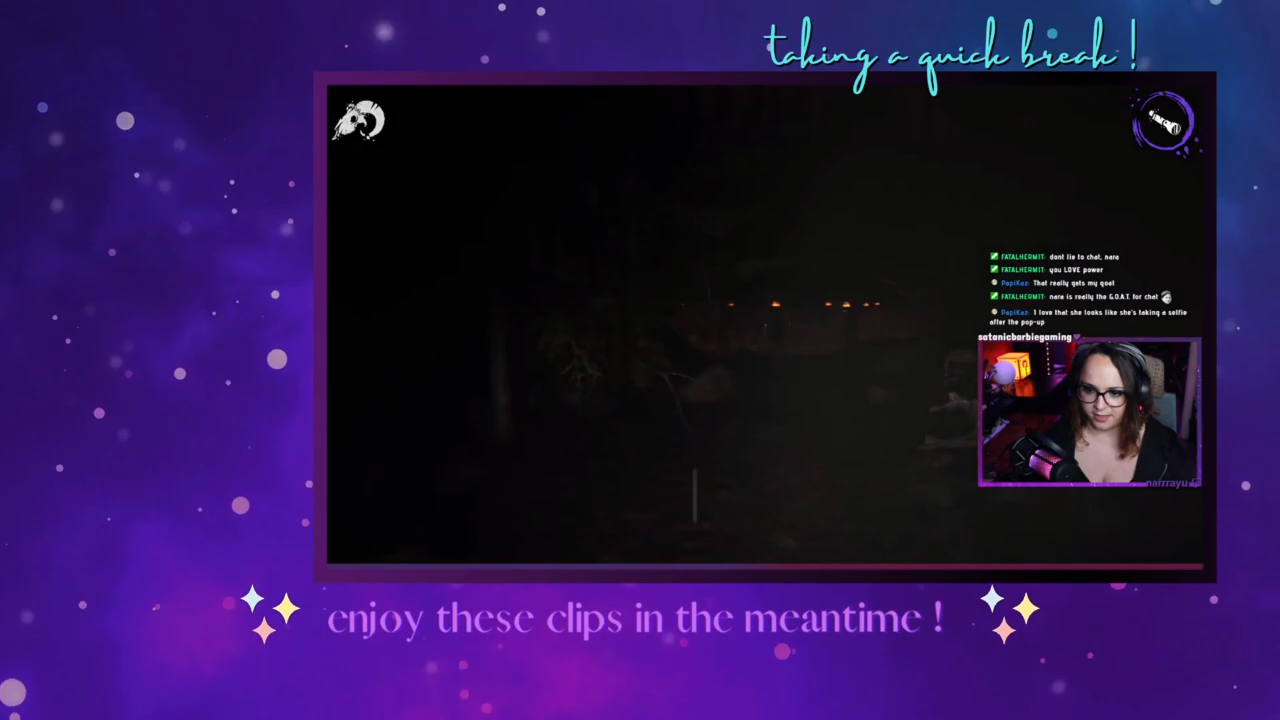 taking a quick break !
FATALHERMIT: dont lie to chat, nara
FATALHERMIT: you LOVE power
PapiKaz: That really gets my goat
FATALHERMIT: nare is really the G.O.A.T. for chat
PapiKaz: I love that she looks like she's taking a selfie
after the pop-up
satanicbarbiegaming
narrrayu
enjoy these clips in the meantime !